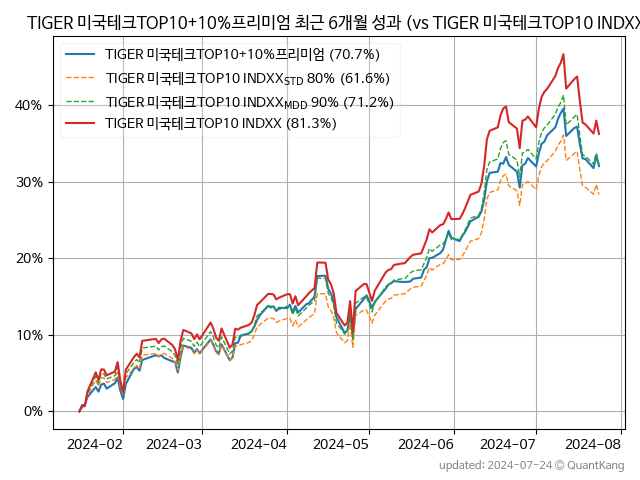 TIGER 미국테크TOP10+10%프리미엄 최근 6개월 성과 (vs TIGER 미국테크TOP10 INDXX
TIGER 미국테크TOP10+10%프리미엄 (70.7%)
TIGER 미국테크TOP10 INDXX_STD 80% (61.6%)
TIGER 미국테크TOP10 INDXX_MDD 90% (71.2%)
TIGER 미국테크TOP10 INDXX (81.3%)
40%
30%
20%
10%
0%
2024-02 2024-03 2024-04 2024-05 2024-06 2024-07 2024-08
updated: 2024-07-24 © QuantKang